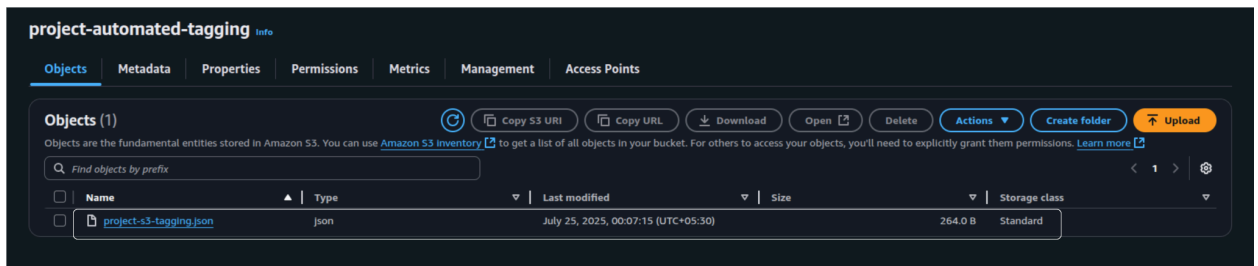 project-automated-tagging Info
Objects Metadata Properties Permissions Metrics Management Access Points
Objects (1) Copy S3 URI Copy URL Download Open Delete Actions Create folder Upload
Objects are the fundamental entities stored in Amazon S3. You can use Amazon S3 inventory to get a list of all objects in your bucket. For others to access your objects, you'll need to explicitly grant them permissions. Learn more
Find objects by prefix 1
Name Type Last modified Size Storage class
project-s3-tagging.json json July 25, 2025, 00:07:15 (UTC+05:30) 264.0 B Standard